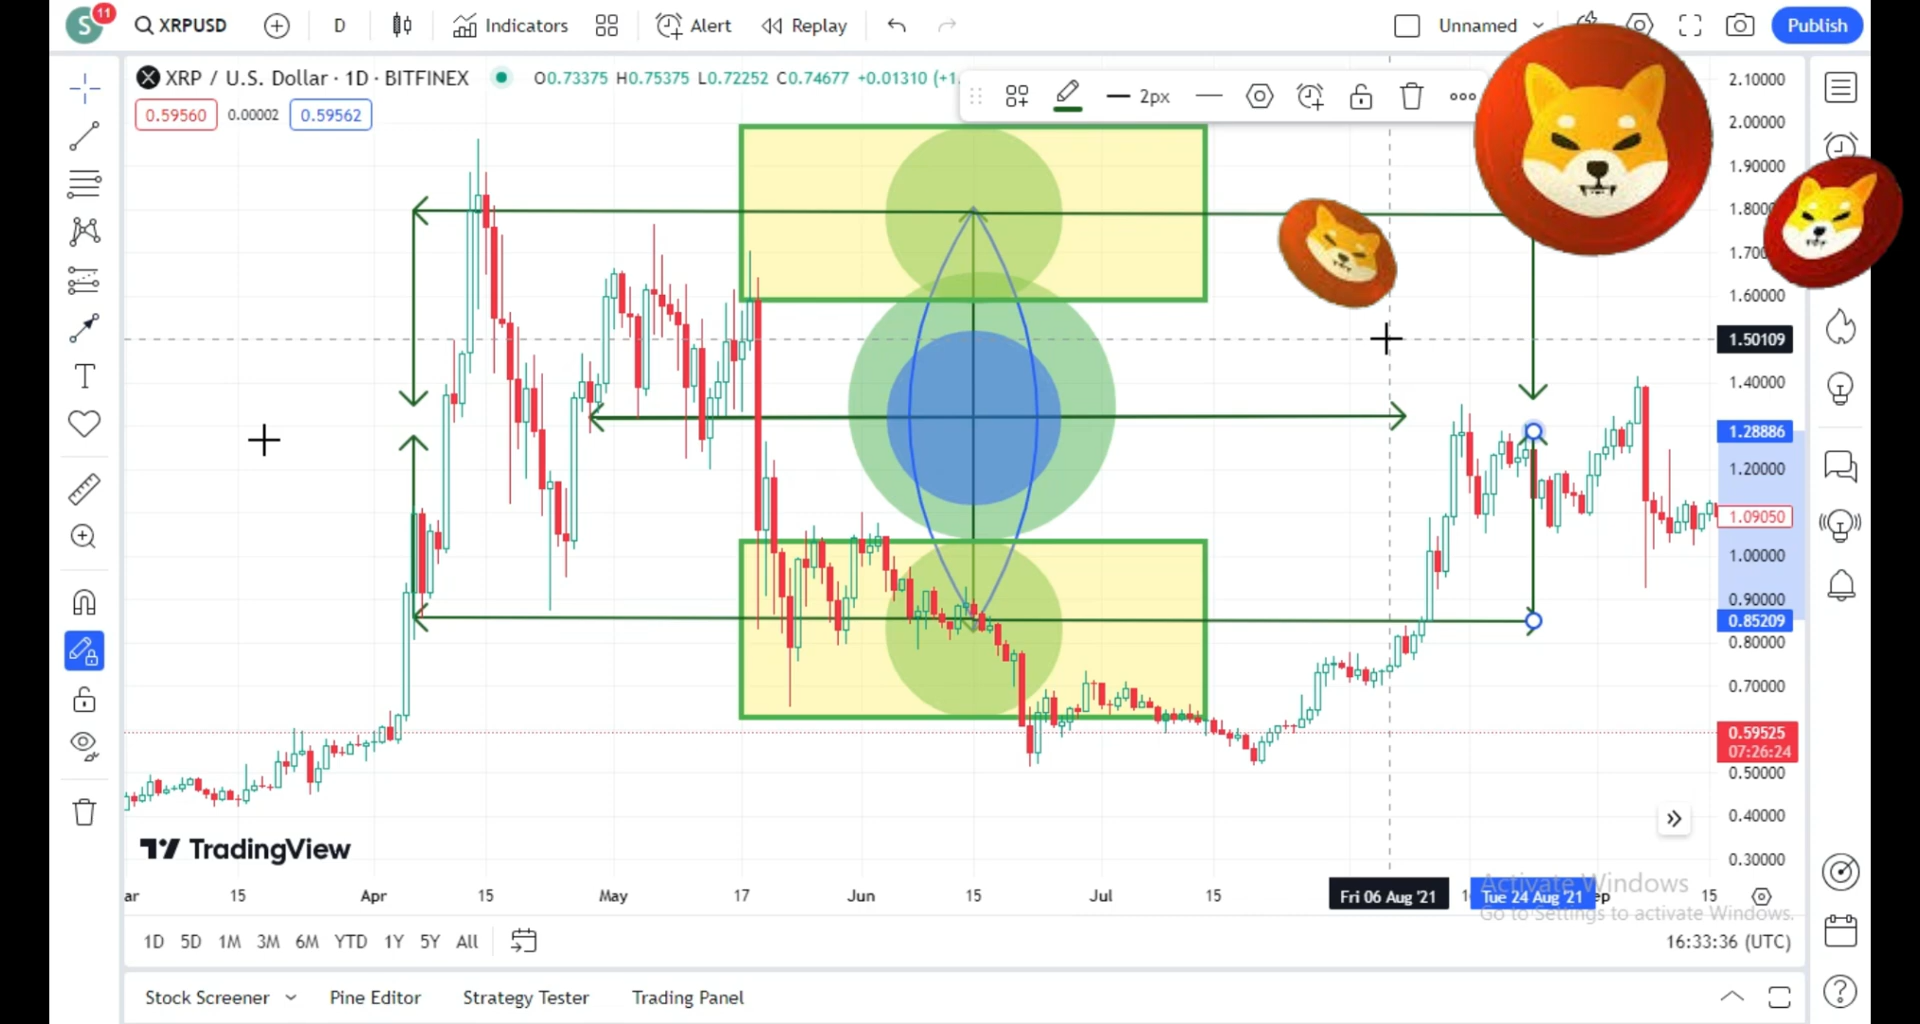 S 11 XRPUSD D Indicators Alert Replay Unnamed Publish
XRP / U.S. Dollar · 1D · BITFINEX O0.73375 H0.75375 L0.72252 C0.74677 +0.01310 (+1.
0.59560 0.00002 0.59562
2px
2.10000
2.00000
1.90000
1.60000
1.50109
1.40000
1.28886
1.20000
1.09050
1.00000
0.90000
0.85209
0.80000
0.70000
0.59525
07:26:24
0.50000
0.40000
0.30000
TradingView
ar 15 Apr 15 May 17 Jun 15 Jul 15 Fri 06 Aug '21 Tue 24 Aug '21 ep 15
Activate Windows
Go to Settings to activate Windows.
1D 5D 1M 3M 6M YTD 1Y 5Y All 16:33:36 (UTC)
Stock Screener Pine Editor Strategy Tester Trading Panel